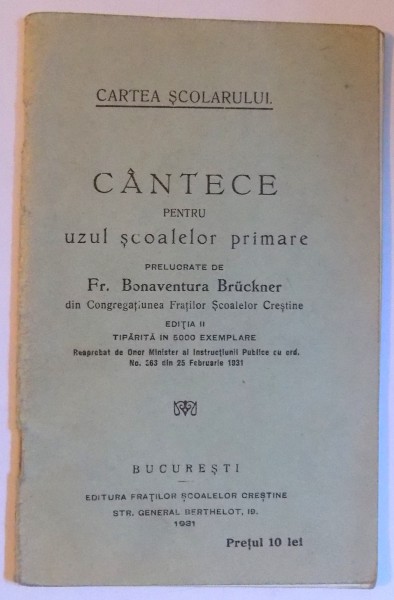 CARTEA ȘCOLARULUI.
CÂNTECE
PENTRU
uzul școalelor primare
PRELUCRATE DE
Fr. Bonaventura Brückner
din Congregațiunea Fraților Școalelor Creștine
EDIȚIA II
TIPĂRITĂ IN 5000 EXEMPLARE
Reaprobat de Onor Minister al Instrucțiunii Publice cu ord.
No. 263 din 25 Februarie 1931
BUCUREȘTI
EDITURA FRAȚILOR ȘCOALELOR CREȘTINE
STR. GENERAL BERTHELOT, 19.
1931
Prețul 10 lei